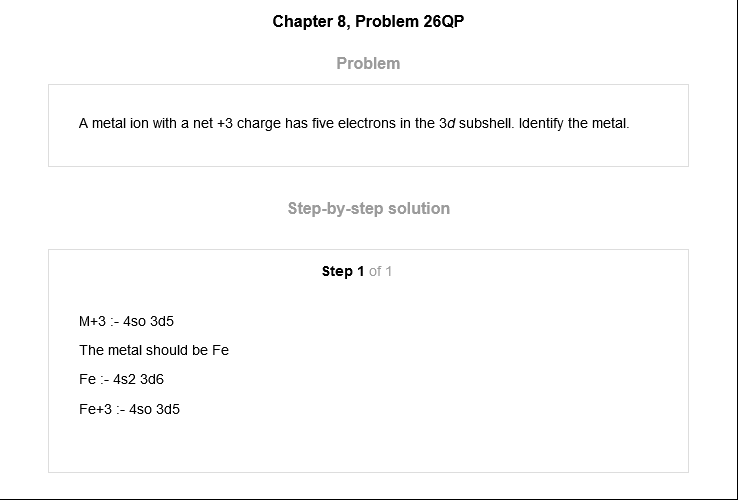 Chapter 8, Problem 26QP
Problem
A metal ion with a net +3 charge has five electrons in the 3d subshell. Identify the metal.
Step-by-step solution
Step 1 of 1
M+3 :- 4so 3d5
The metal should be Fe
Fe :- 4s2 3d6
Fe+3 :- 4so 3d5